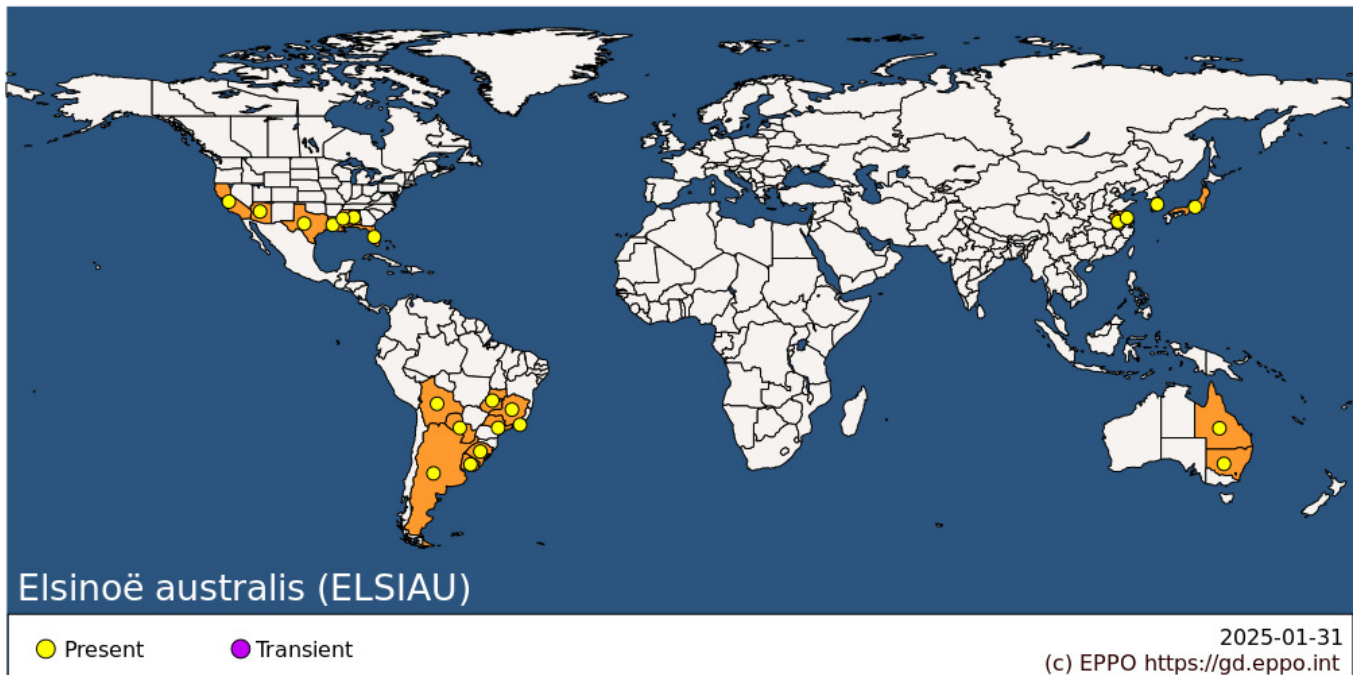 Elsinoë australis (ELSIAU)
Present
Transient
2025-01-31
(c) EPPO https://gd.eppo.int